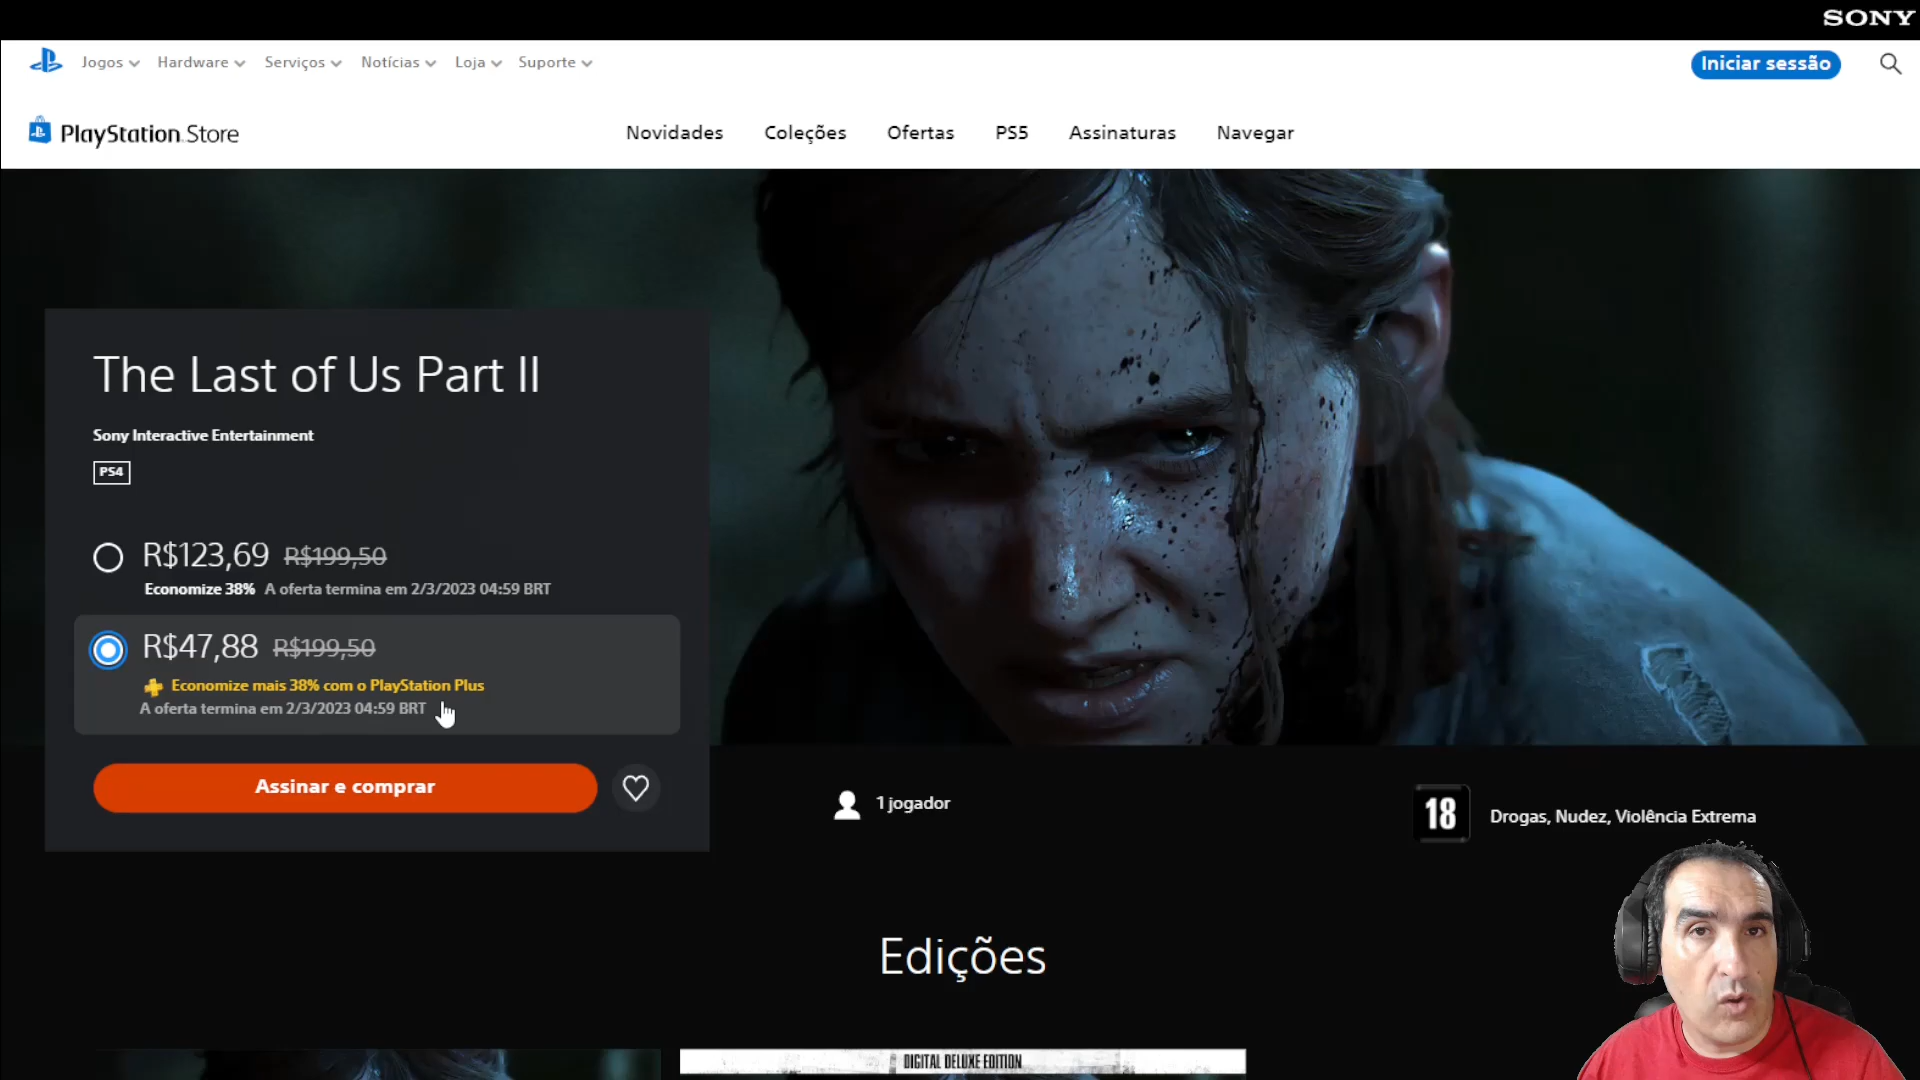 SONY
Jogos
Hardware
Serviços
Notícias
Loja
Suporte
Iniciar sessão
PlayStation Store
Novidades
Coleções
Ofertas
PS5
Assinaturas
Navegar
The Last of Us Part II
Sony Interactive Entertainment
PS4
R$123,69 R$199,50
Economize 38% A oferta termina em 2/3/2023 04:59 BRT
R$47,88 R$199,50
Economize mais 38% com o PlayStation Plus
A oferta termina em 2/3/2023 04:59 BRT
Assinar e comprar
1 jogador
18
Drogas, Nudez, Violência Extrema
Edições
DIGITAL DELUXE EDITION